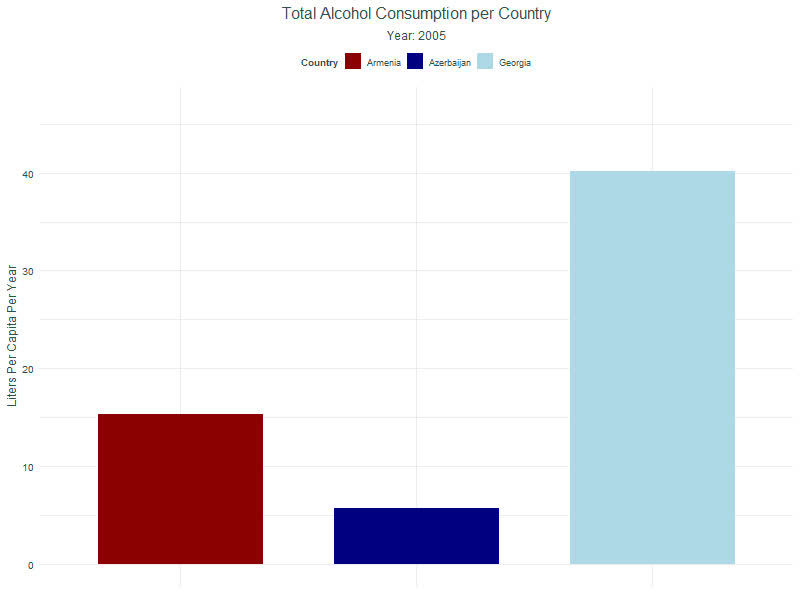 Total Alcohol Consumption per Country
Year: 2005
Country Armenia Azerbaijan Georgia
Liters Per Capita Per Year
40
30
20
10
0